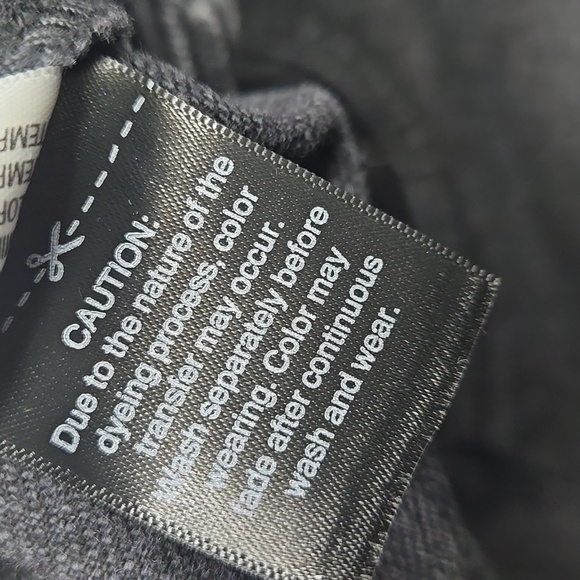 CAUTION:
Due to the nature of the
dyeing process, color
transfer may occur.
Wash separately before
wearing. Color may
fade after continuous
wash and wear.